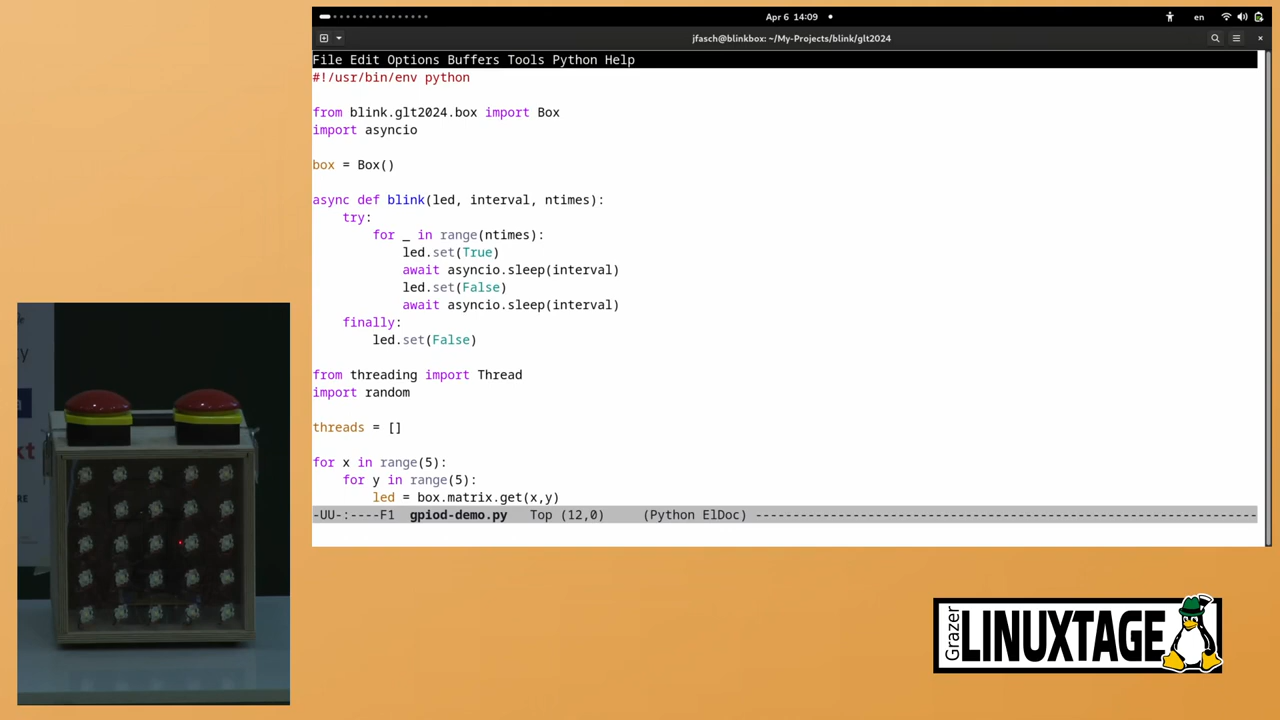 Apr 6 14:09
en
jfasch@blinkbox: ~/My-Projects/blink/glt2024
File Edit Options Buffers Tools Python Help
#!/usr/bin/env python
from blink.glt2024.box import Box
import asyncio
box = Box()
async def blink(led, interval, ntimes):
    try:
        for _ in range(ntimes):
            led.set(True)
            await asyncio.sleep(interval)
            led.set(False)
            await asyncio.sleep(interval)
    finally:
        led.set(False)
from threading import Thread
import random
threads = []
for x in range(5):
    for y in range(5):
        led = box.matrix.get(x,y)
-UU-:----F1  gpiod-demo.py   Top (12,0)     (Python ElDoc) -------------------------------------------------------------------
Grazer
LINUXTAGE